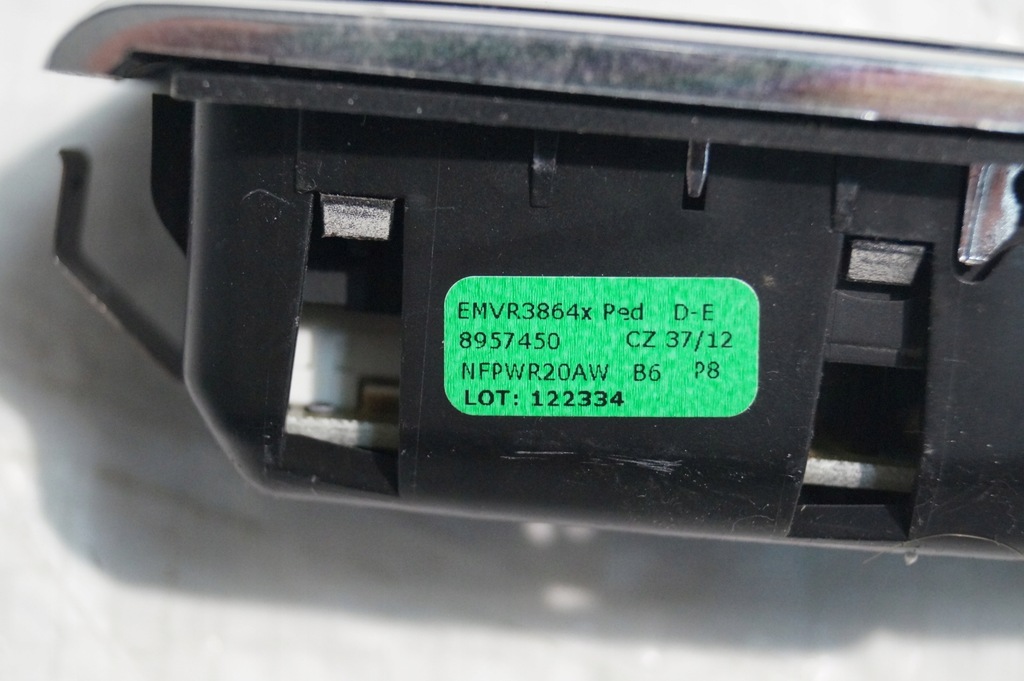 EMVR3864x Ped D-E
8957450 CZ 37/12
NFPWR20AW B6 P8
LOT: 122334